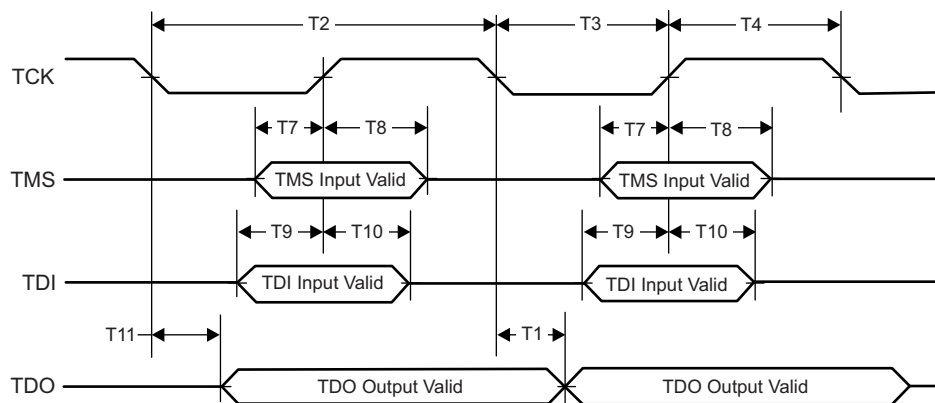 T2 T3 T4
TCK
T7 T8 T7 T8
TMS TMS Input Valid TMS Input Valid
T9 T10 T9 T10
TDI TDI Input Valid TDI Input Valid
T11 T1
TDO TDO Output Valid TDO Output Valid